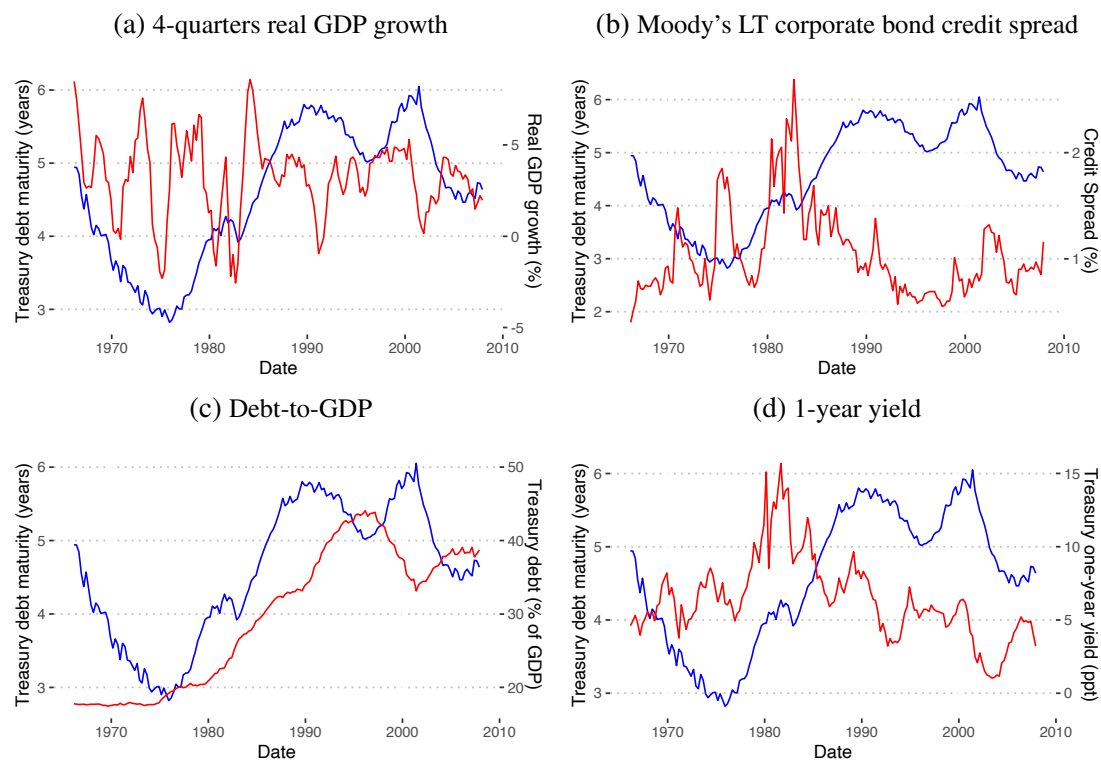 (a) 4-quarters real GDP growth
Treasury debt maturity (years)
6
5
4
3
5
0
-5
Real GDP growth (%)
1970 1980 1990 2000 2010
Date
(b) Moody's LT corporate bond credit spread
Treasury debt maturity (years)
6
5
4
3
2
2
1
Credit Spread (%)
1970 1980 1990 2000 2010
Date
(c) Debt-to-GDP
Treasury debt maturity (years)
6
5
4
3
50
40
30
20
Treasury debt (% of GDP)
1970 1980 1990 2000 2010
Date
(d) 1-year yield
Treasury debt maturity (years)
6
5
4
3
15
10
5
0
Treasury one-year yield (ppt)
1970 1980 1990 2000 2010
Date